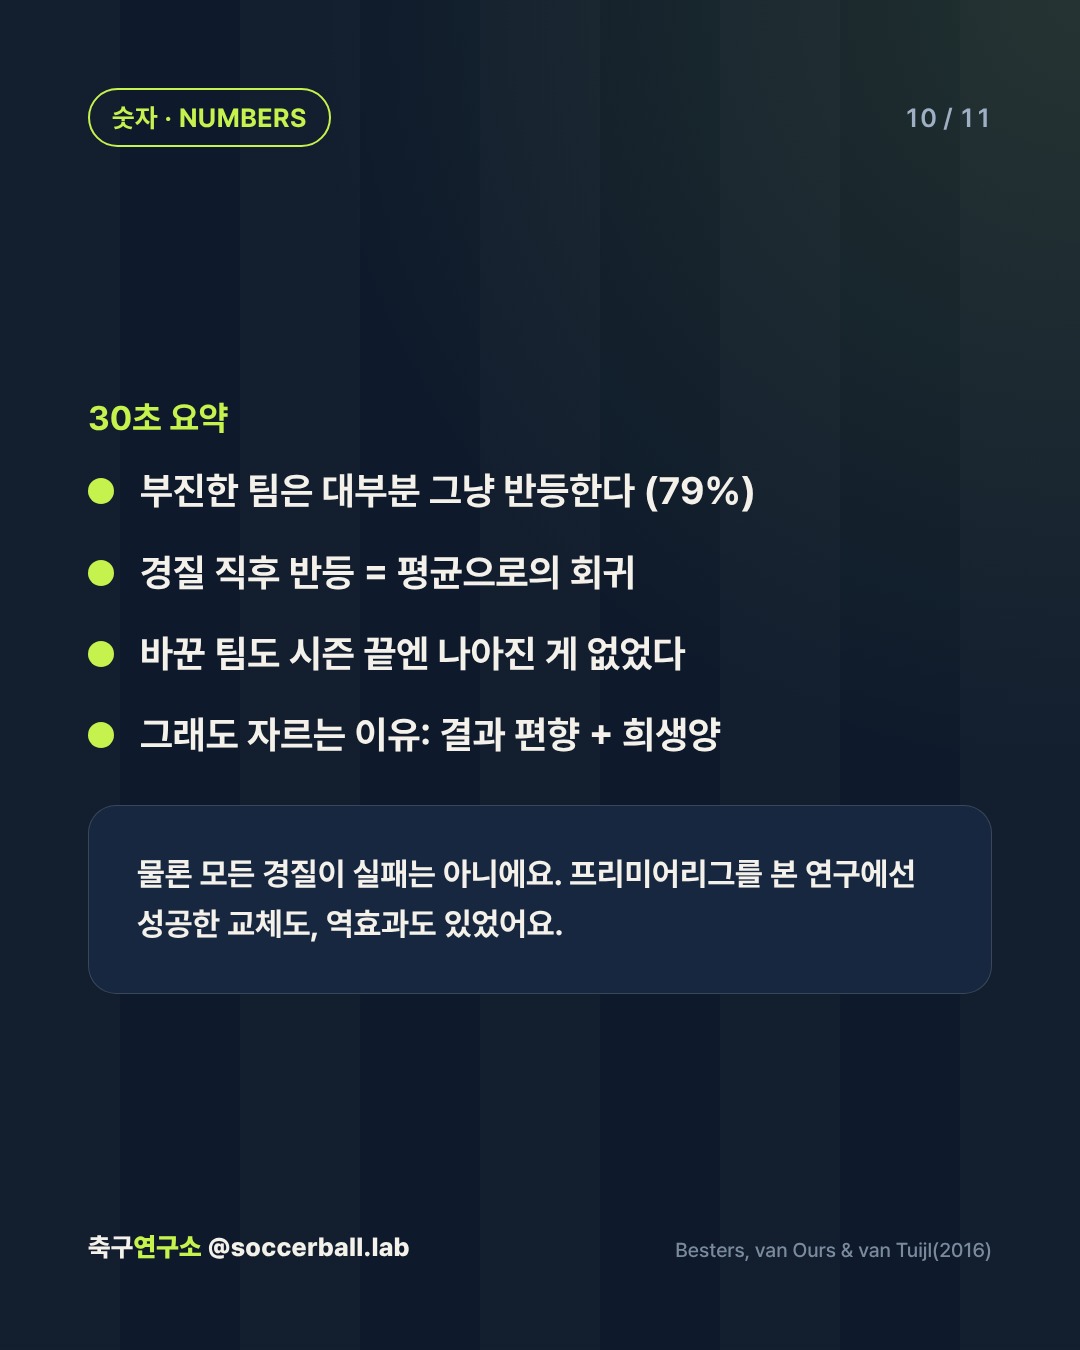 숫자 · NUMBERS
10 / 11
30초 요약
부진한 팀은 대부분 그냥 반등한다 (79%)
경질 직후 반등 = 평균으로의 회귀
바꾼 팀도 시즌 끝엔 나아진 게 없었다
그래도 자르는 이유: 결과 편향 + 희생양
물론 모든 경질이 실패는 아니에요. 프리미어리그를 본 연구에선
성공한 교체도, 역효과도 있었어요.
축구연구소 @soccerball.lab
Besters, van Ours & van Tuijl(2016)